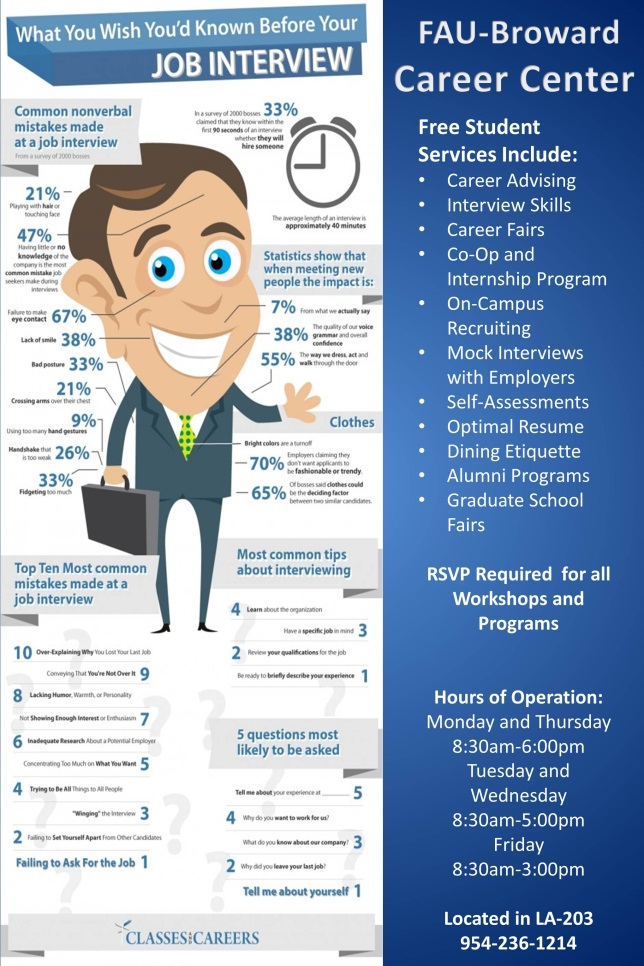 What You Wish You'd Known Before Your
JOB INTERVIEW
Common nonverbal
mistakes made
at a job interview
From a survey of 2000 bosses
In a survey of 2000 bosses 33%
claimed that they know within the
first 90 seconds of an interview
whether they will
hire someone
The average length of an interview is
approximately 40 minutes
21%
Playing with hair or
touching face
47%
Having little or no
knowledge of the
company is the most
common mistake job
seekers make during
interviews
Failure to make
eye contact 67%
Lack of smile 38%
Bad posture 33%
21%
Crossing arms over their chest
9%
Using too many hand gestures
Handshake that
is too weak 26%
33%
Fidgeting too much
Statistics show that
when meeting new
people the impact is:
7% From what we actually say
38% The quality of our voice
grammar and overall
confidence
55% The way we dress, act and
walk through the door
Clothes
Bright colors are a turnoff
70% Employers claiming they
don't want applicants to
be fashionable or trendy.
65% Of bosses said clothes could
be the deciding factor
between two similar candidates.
Top Ten Most common
mistakes made at a
job interview
10 Over-Explaining Why You Lost Your Last Job
Conveying That You're Not Over It 9
8 Lacking Humor, Warmth, or Personality
Not Showing Enough Interest or Enthusiasm 7
6 Inadequate Research About a Potential Employer
Concentrating Too Much on What You Want 5
4 Trying to Be All Things to All People
"Winging" the Interview 3
2 Failing to Set Yourself Apart From Other Candidates
Failing to Ask For the Job 1
Most common tips
about interviewing
4 Learn about the organization
Have a specific job in mind 3
2 Review your qualifications for the job
Be ready to briefly describe your experience 1
5 questions most
likely to be asked
Tell me about your experience at ________ 5
4 Why do you want to work for us?
What do you know about our company? 3
2 Why did you leave your last job?
Tell me about yourself 1
CLASSES AND CAREERS
FAU-Broward
Career Center
Free Student
Services Include:
• Career Advising
• Interview Skills
• Career Fairs
• Co-Op and
Internship Program
• On-Campus
Recruiting
• Mock Interviews
with Employers
• Self-Assessments
• Optimal Resume
• Dining Etiquette
• Alumni Programs
• Graduate School
Fairs
RSVP Required for all
Workshops and
Programs
Hours of Operation:
Monday and Thursday
8:30am-6:00pm
Tuesday and
Wednesday
8:30am-5:00pm
Friday
8:30am-3:00pm
Located in LA-203
954-236-1214